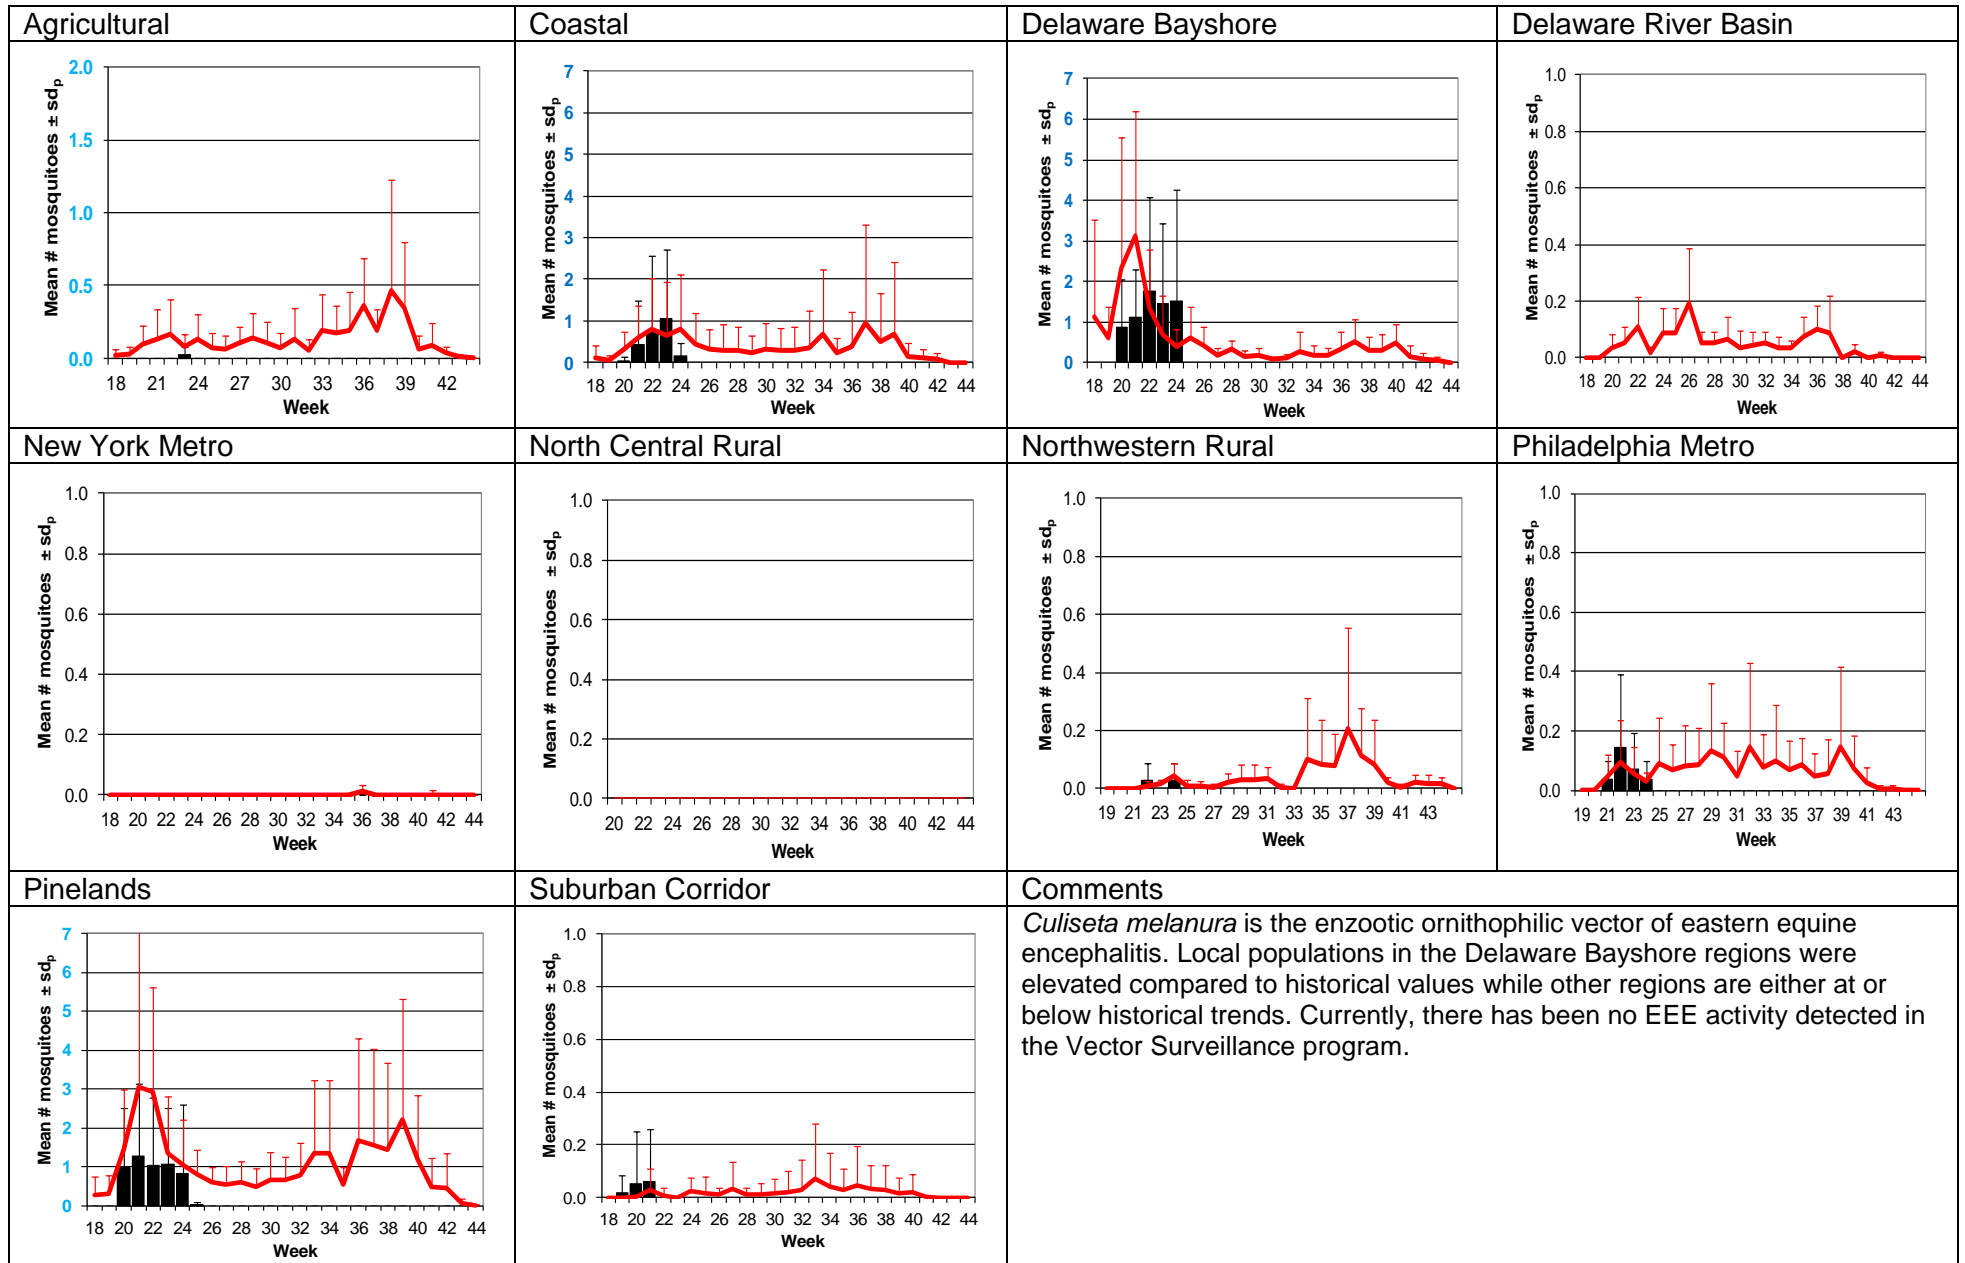 Agricultural
Mean # mosquitoes ± sdp
2.0
1.5
1.0
0.5
0.0
18 21 24 27 30 33 36 39 42
Week
Coastal
Mean # mosquitoes ± sdp
7
6
5
4
3
2
1
0
18 20 22 24 26 28 30 32 34 36 38 40 42 44
Week
Delaware Bayshore
Mean # mosquitoes ± sdp
7
6
5
4
3
2
1
0
18 20 22 24 26 28 30 32 34 36 38 40 42 44
Week
Delaware River Basin
Mean # mosquitoes ± sdp
1.0
0.8
0.6
0.4
0.2
0.0
18 20 22 24 26 28 30 32 34 36 38 40 42 44
Week
New York Metro
Mean # mosquitoes ± sdp
1.0
0.8
0.6
0.4
0.2
0.0
18 20 22 24 26 28 30 32 34 36 38 40 42 44
Week
North Central Rural
Mean # mosquitoes ± sdp
1.0
0.8
0.6
0.4
0.2
0.0
20 22 24 26 28 30 32 34 36 38 40 42 44
Week
Northwestern Rural
Mean # mosquitoes ± sdp
1.0
0.8
0.6
0.4
0.2
0.0
19 21 23 25 27 29 31 33 35 37 39 41 43
Week
Philadelphia Metro
Mean # mosquitoes ± sdp
1.0
0.8
0.6
0.4
0.2
0.0
19 21 23 25 27 29 31 33 35 37 39 41 43
Week
Pinelands
Mean # mosquitoes ± sdp
7
6
5
4
3
2
1
0
18 20 22 24 26 28 30 32 34 36 38 40 42 44
Week
Suburban Corridor
Mean # mosquitoes ± sdp
1.0
0.8
0.6
0.4
0.2
0.0
18 20 22 24 26 28 30 32 34 36 38 40 42 44
Week
Comments
Culiseta melanura is the enzootic ornithophilic vector of eastern equine
encephalitis. Local populations in the Delaware Bayshore regions were
elevated compared to historical values while other regions are either at or
below historical trends. Currently, there has been no EEE activity detected in
the Vector Surveillance program.